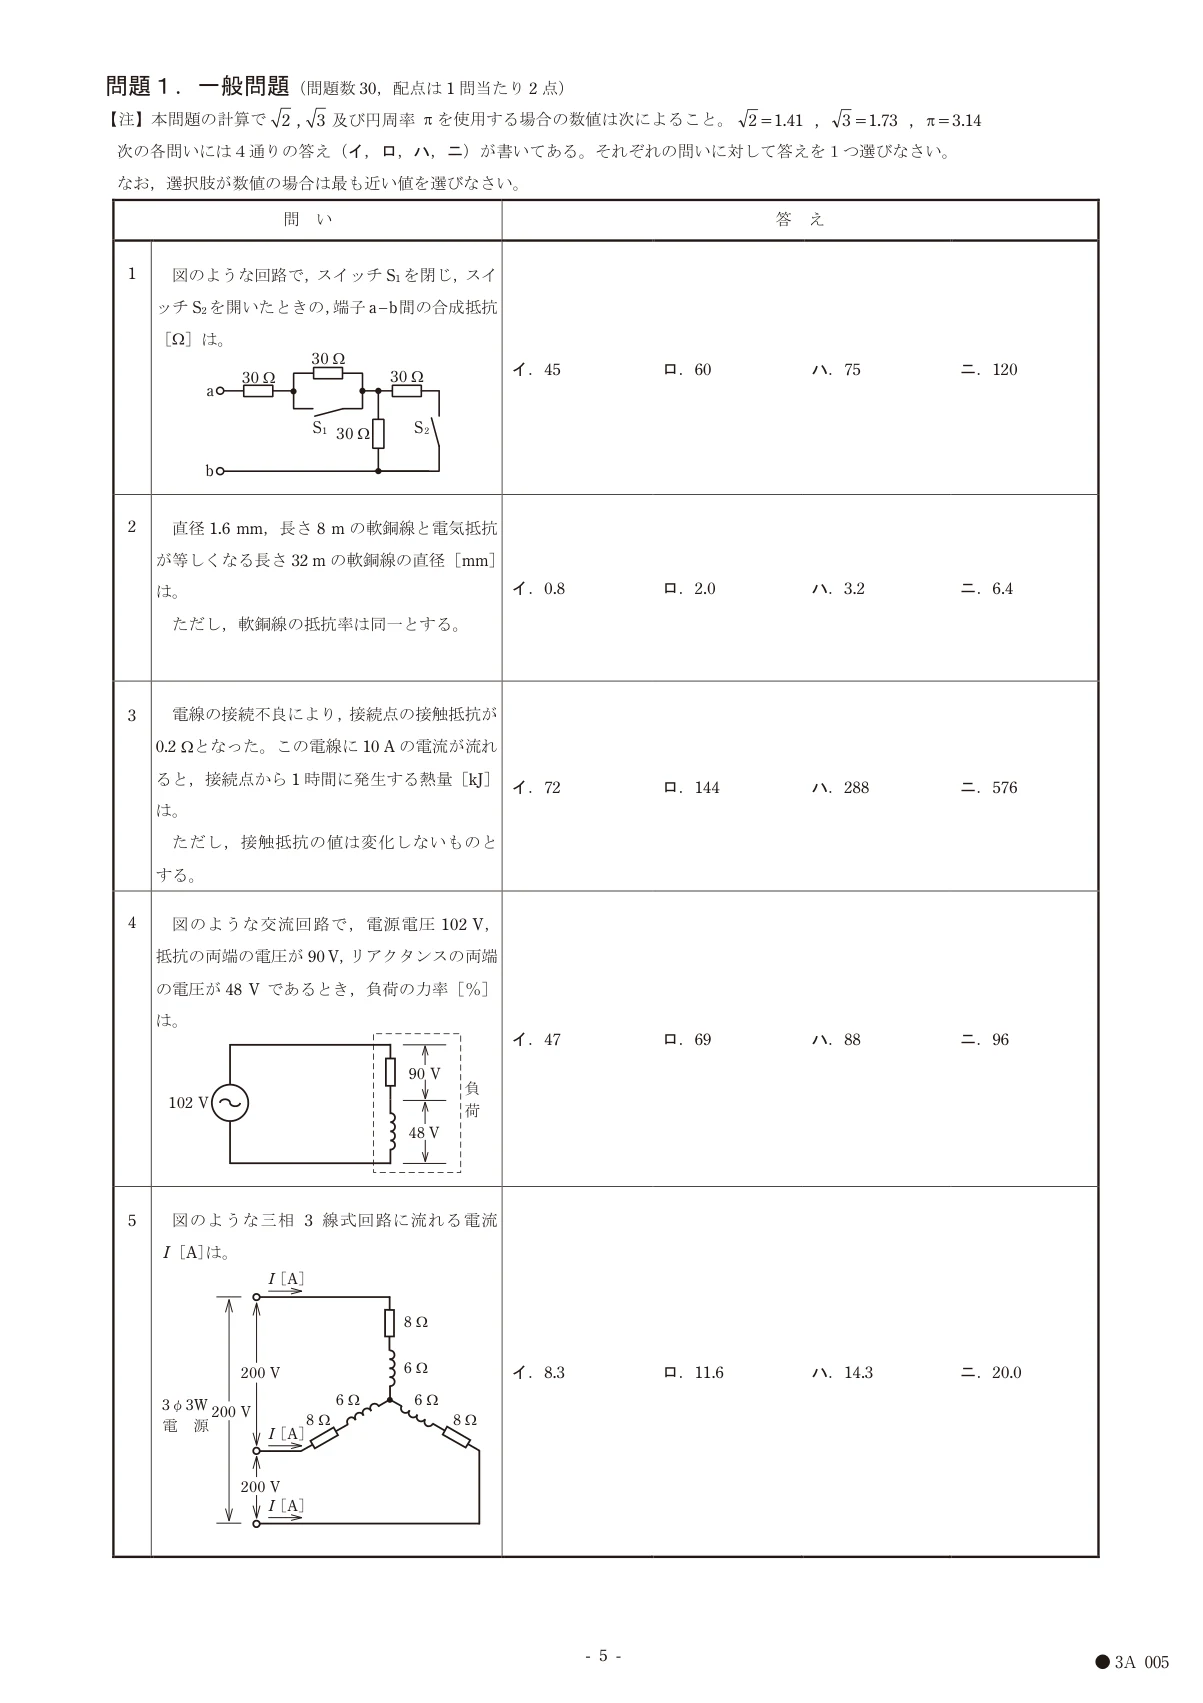 問題１．一般問題（問題数 30，配点は 1 問当たり 2 点）
【注】本問題の計算で √2 , √3 及び円周率 π を使用する場合の数値は次によること。 √2＝1.41 ， √3＝1.73 ，π＝3.14
次の各問いには 4 通りの答え（イ，ロ，ハ，ニ）が書いてある。それぞれの問いに対して答えを 1 つ選びなさい。
なお，選択肢が数値の場合は最も近い値を選びなさい。
問　い
答　え
1
図のような回路で，スイッチ S₁ を閉じ，スイ
ッチ S₂ を開いたときの，端子 a−b 間の合成抵抗
［Ω］は。
30 Ω
30 Ω
30 Ω
a
S₁
30 Ω
S₂
b
イ．45
ロ．60
ハ．75
ニ．120
2
直径 1.6 mm，長さ 8 m の軟銅線と電気抵抗
が等しくなる長さ 32 m の軟銅線の直径［mm］
は。
ただし，軟銅線の抵抗率は同一とする。
イ．0.8
ロ．2.0
ハ．3.2
ニ．6.4
3
電線の接続不良により，接続点の接触抵抗が
0.2 Ωとなった。この電線に 10 A の電流が流れ
ると，接続点から 1 時間に発生する熱量［kJ］
は。
ただし，接触抵抗の値は変化しないものと
する。
イ．72
ロ．144
ハ．288
ニ．576
4
図のような交流回路で，電源電圧 102 V，
抵抗の両端の電圧が 90 V，リアクタンスの両端
の電圧が 48 V であるとき，負荷の力率［％］
は。
90 V
負
荷
102 V
48 V
イ．47
ロ．69
ハ．88
ニ．96
5
図のような三相 3 線式回路に流れる電流
I［A］は。
I［A］
8 Ω
200 V
6 Ω
3φ3W
電　源
200 V
6 Ω
6 Ω
8 Ω
8 Ω
I［A］
200 V
I［A］
イ．8.3
ロ．11.6
ハ．14.3
ニ．20.0
- 5 -
●3A 005